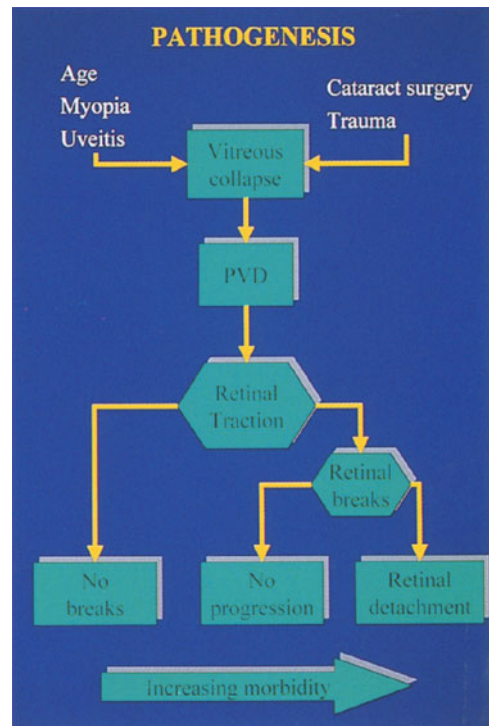 PATHOGENESIS
Age
Myopia
Uveitis
Cataract surgery
Trauma
Vitreous
collapse
PVD
Retinal
Traction
Retinal
breaks
No
breaks
No
progression
Retinal
detachment
Increasing morbidity